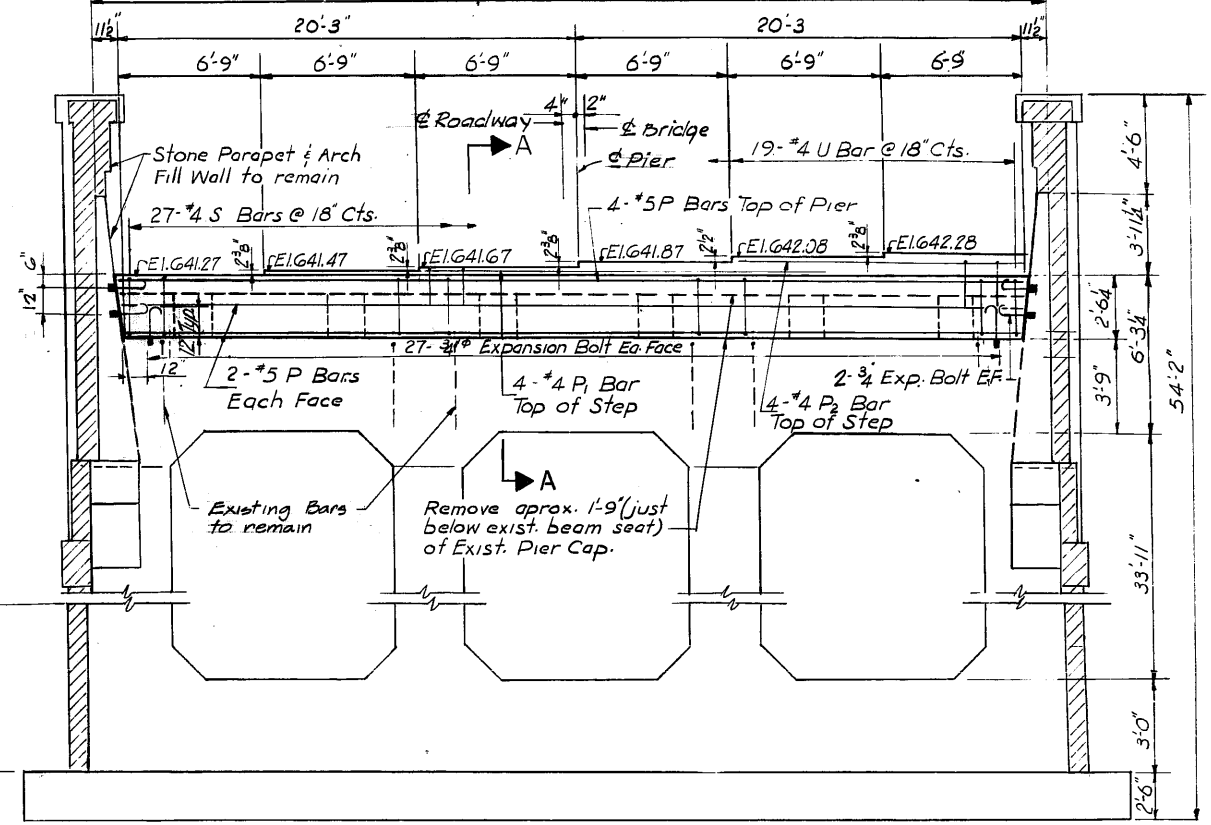 11½" 20'-3" 20'-3 11½"
6'-9" 6'-9" 6'-9" 6'-9" 6'-9" 6-9
4" 2"
℄ Roadway
℄ Bridge
A
℄ Pier
19-#4 U Bar @ 18" Cts.
4'-6"
Stone Parapet & Arch
Fill Wall to remain
27-#4 S Bars @ 18" Cts.
4-#5P Bars Top of Pier
2⅜" 2⅜" 2½" 2⅜"
El.641.27 El.641.47 El.641.67 El.641.87 El.642.08 El.642.28
6"
12"
12" Typ.
2'-6¼"
6'-3¾"
27-¾"φ Expansion Bolt Ea. Face
12"
2-#5 P Bars
Each Face
4-#4 P₁ Bar
Top of Step
2-¾" Exp. Bolt E.F.
4-#4 P₂ Bar
Top of Step
3'-9"
54'-2"
A
Existing Bars
to remain
Remove aprox. 1'-9" (just
below exist. beam seat)
of Exist. Pier Cap.
33'-11"
3'-0"
2'-6"